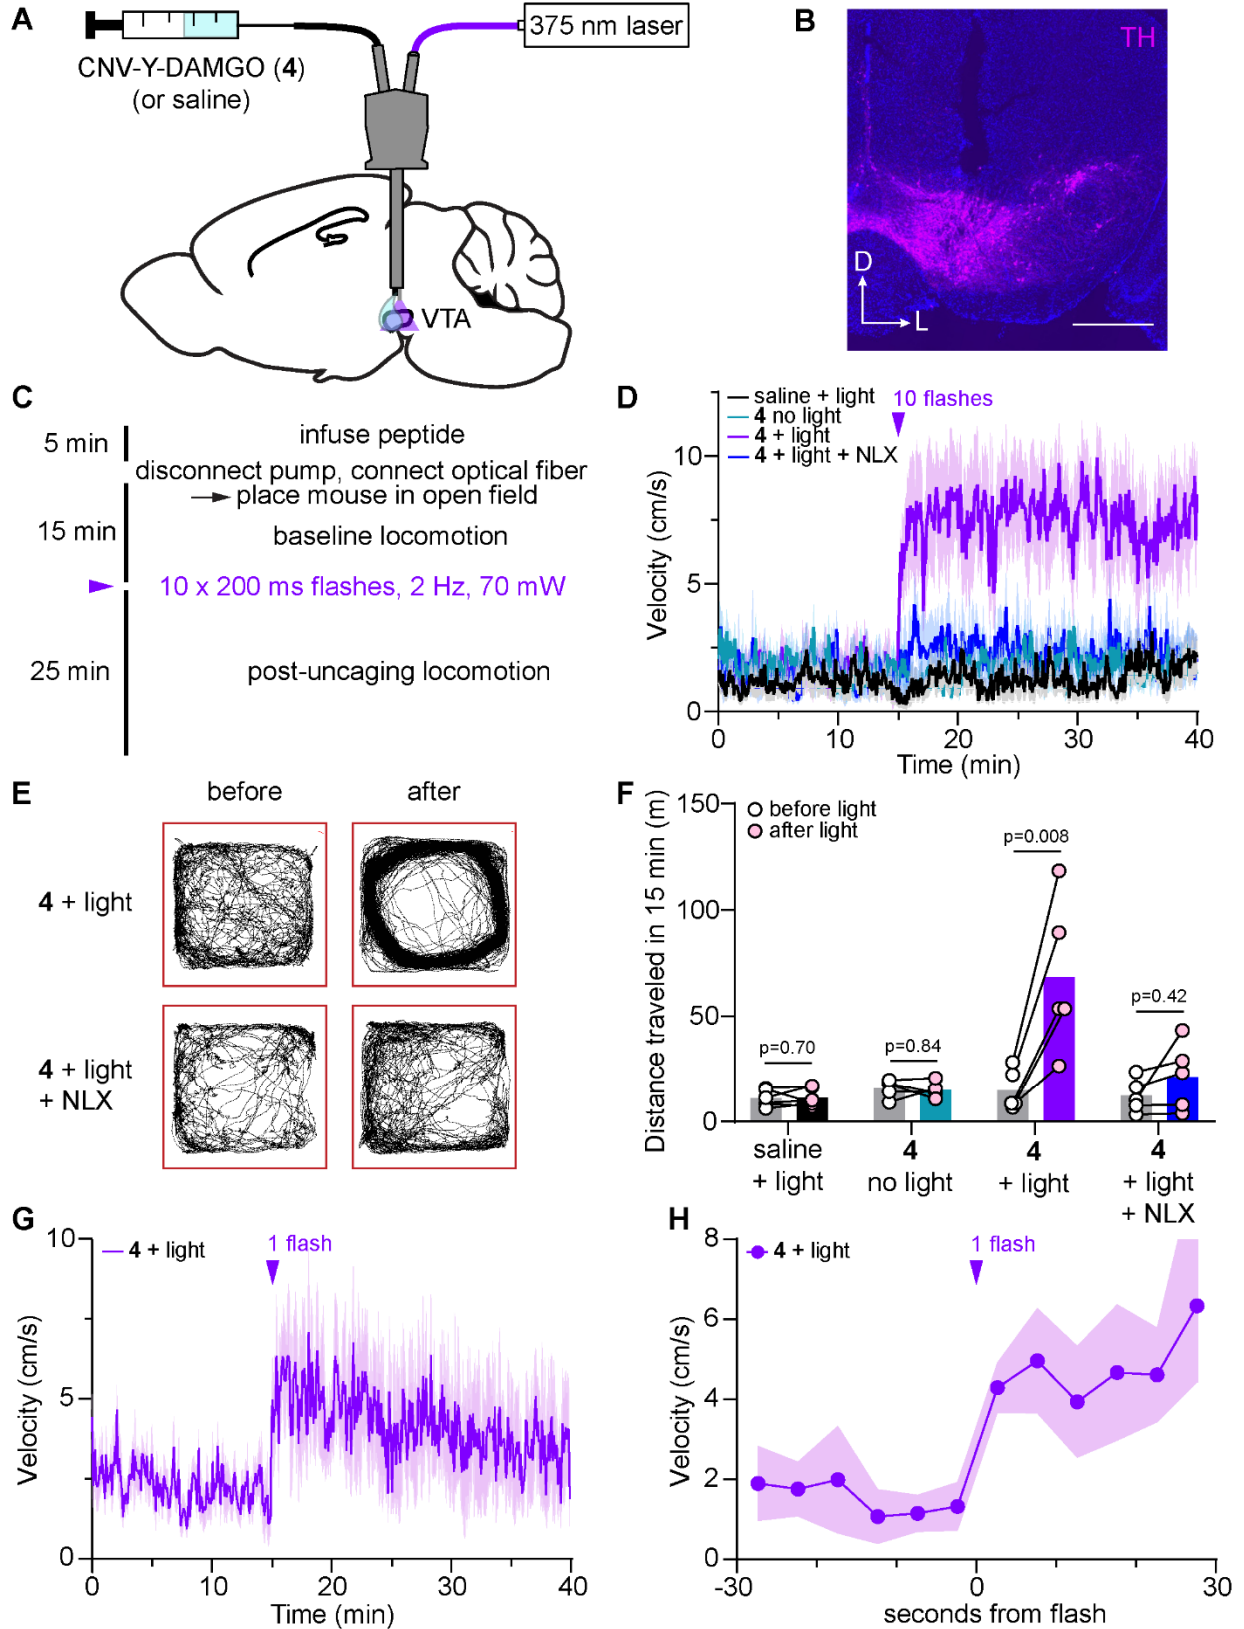 A
375 nm laser
CNV-Y-DAMGO (4)
(or saline)
VTA
B
TH
D
L
C
5 min
infuse peptide
disconnect pump, connect optical fiber
place mouse in open field
15 min
baseline locomotion
10 x 200 ms flashes, 2 Hz, 70 mW
25 min
post-uncaging locomotion
D
saline + light
4 no light
4 + light
4 + light + NLX
10 flashes
Velocity (cm/s)
10
5
0
0 10 20 30 40
Time (min)
E
before after
4 + light
4 + light
+ NLX
F
before light
after light
Distance traveled in 15 min (m)
150
100
50
0
p=0.70
p=0.84
p=0.008
p=0.42
saline
+ light
4
no light
4
+ light
4
+ light
+ NLX
G
4 + light
1 flash
Velocity (cm/s)
10
5
0
0 10 20 30 40
Time (min)
H
4 + light
1 flash
Velocity (cm/s)
8
6
4
2
0
-30 0 30
seconds from flash